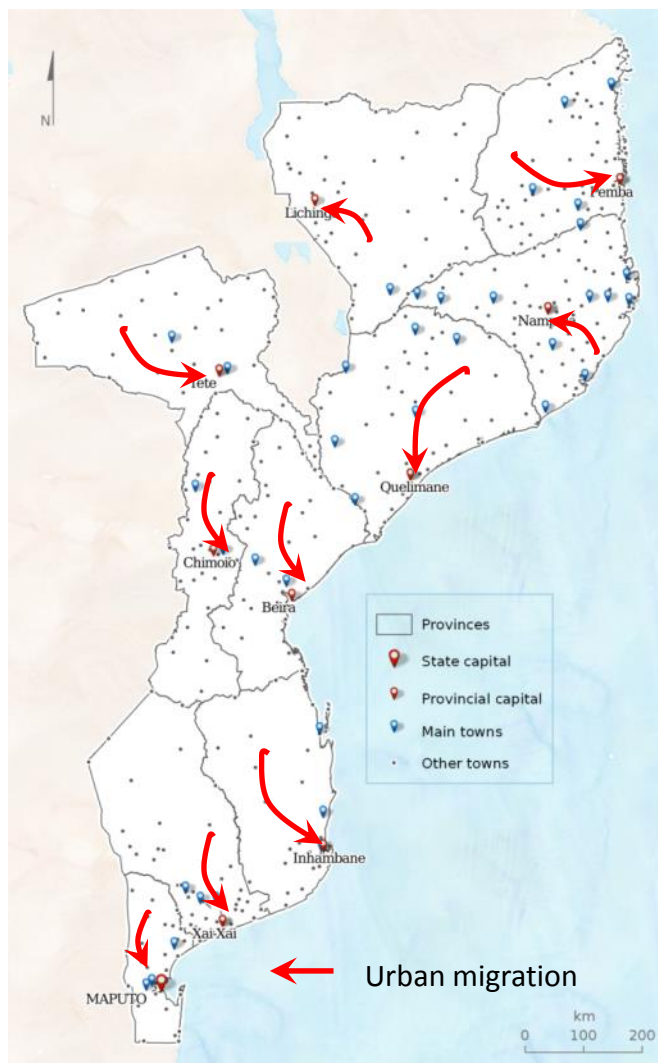 N
Pemba
Liching
Nampula
Tete
Quelimane
Chimoio
Beira
Provinces
State capital
Provincial capital
Main towns
Other towns
Inhambane
Xai-Xai
Urban migration
MAPUTO
km
0 100 200